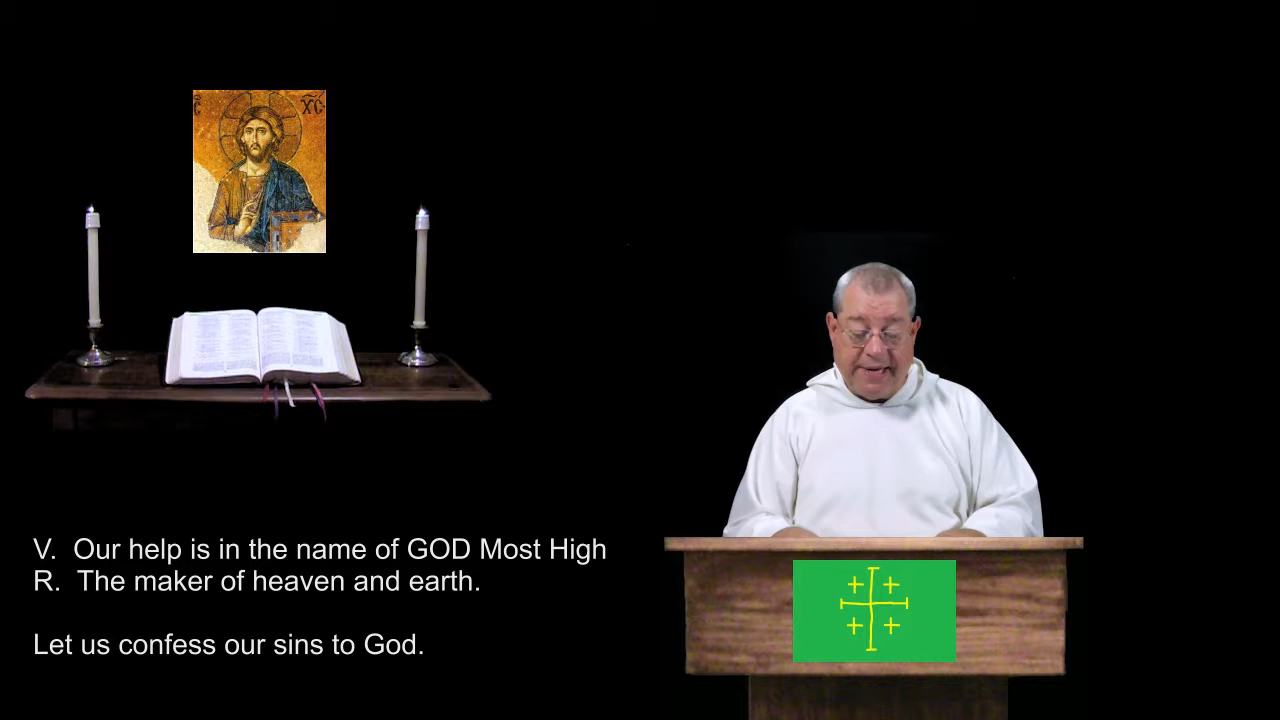 ΧC
V. Our help is in the name of GOD Most High
R. The maker of heaven and earth.
Let us confess our sins to God.